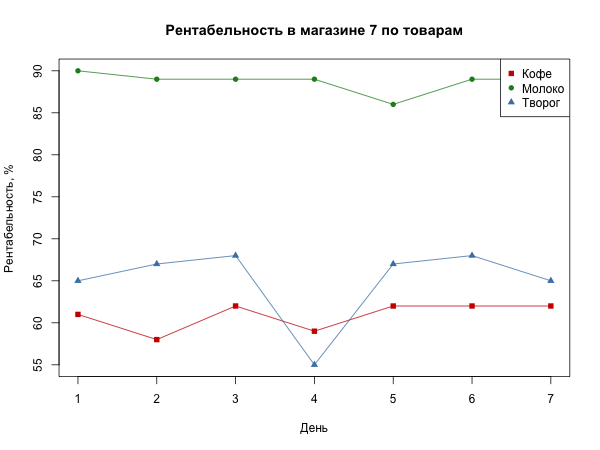 Рентабельность в магазине 7 по товарам
Рентабельность, %
90
85
80
75
70
65
60
55
Кофе
Молоко
Творог
1 2 3 4 5 6 7
День